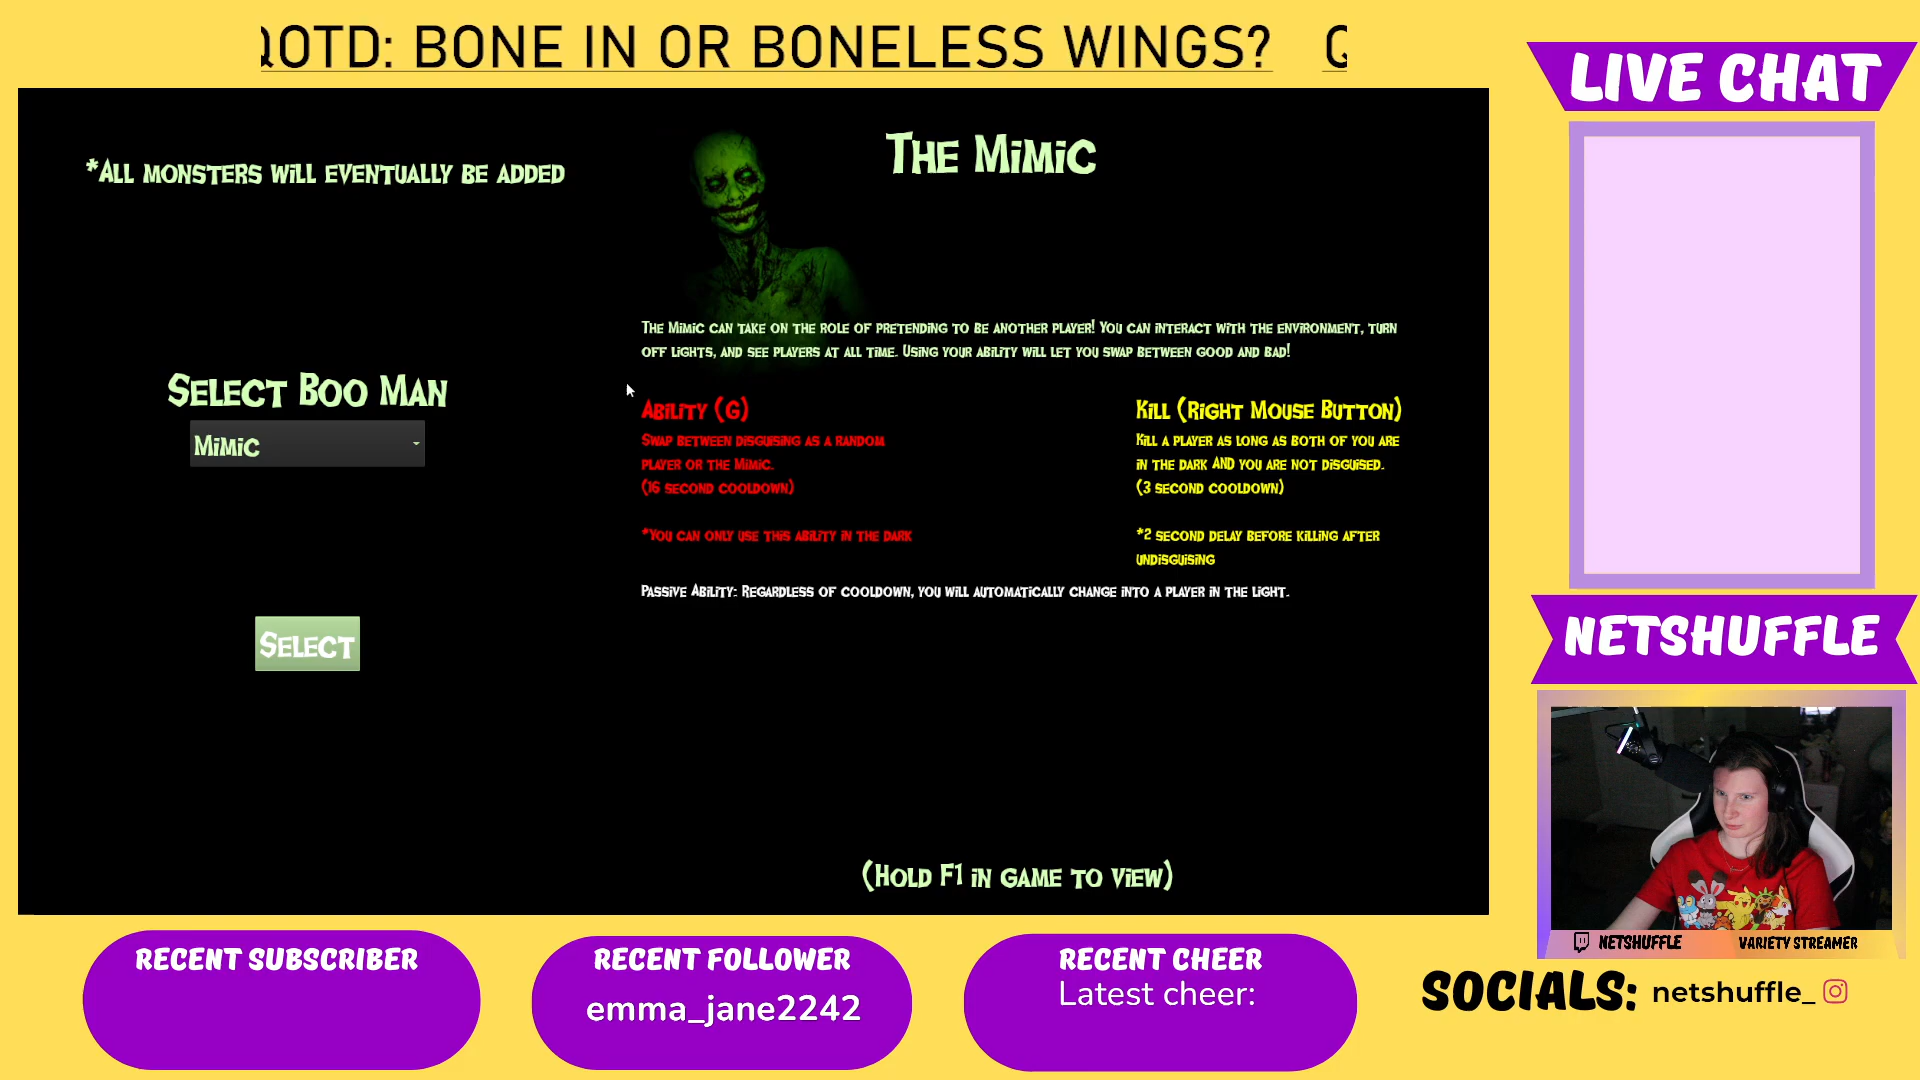 QOTD: BONE IN OR BONELESS WINGS? Q
LIVE CHAT
*All monsters will eventually be added
The Mimic
The Mimic can take on the role of pretending to be another player! You can interact with the environment, turn
off lights, and see players at all time. Using your ability will let you swap between good and bad!
Select Boo Man
Mimic
Select
Ability (G)
Swap between disguising as a random
player or the Mimic.
(16 second cooldown)
*You can only use this ability in the dark
Kill (Right Mouse Button)
Kill a player as long as both of you are
in the dark AND you are not disguised.
(3 second cooldown)
*2 second delay before killing after
undisguising
Passive Ability: Regardless of cooldown, you will automatically change into a player in the light.
(Hold F1 in game to view)
NETSHUFFLE
NETSHUFFLE VARIETY STREAMER
RECENT SUBSCRIBER
RECENT FOLLOWER
emma_jane2242
RECENT CHEER
Latest cheer:
SOCIALS: netshuffle_